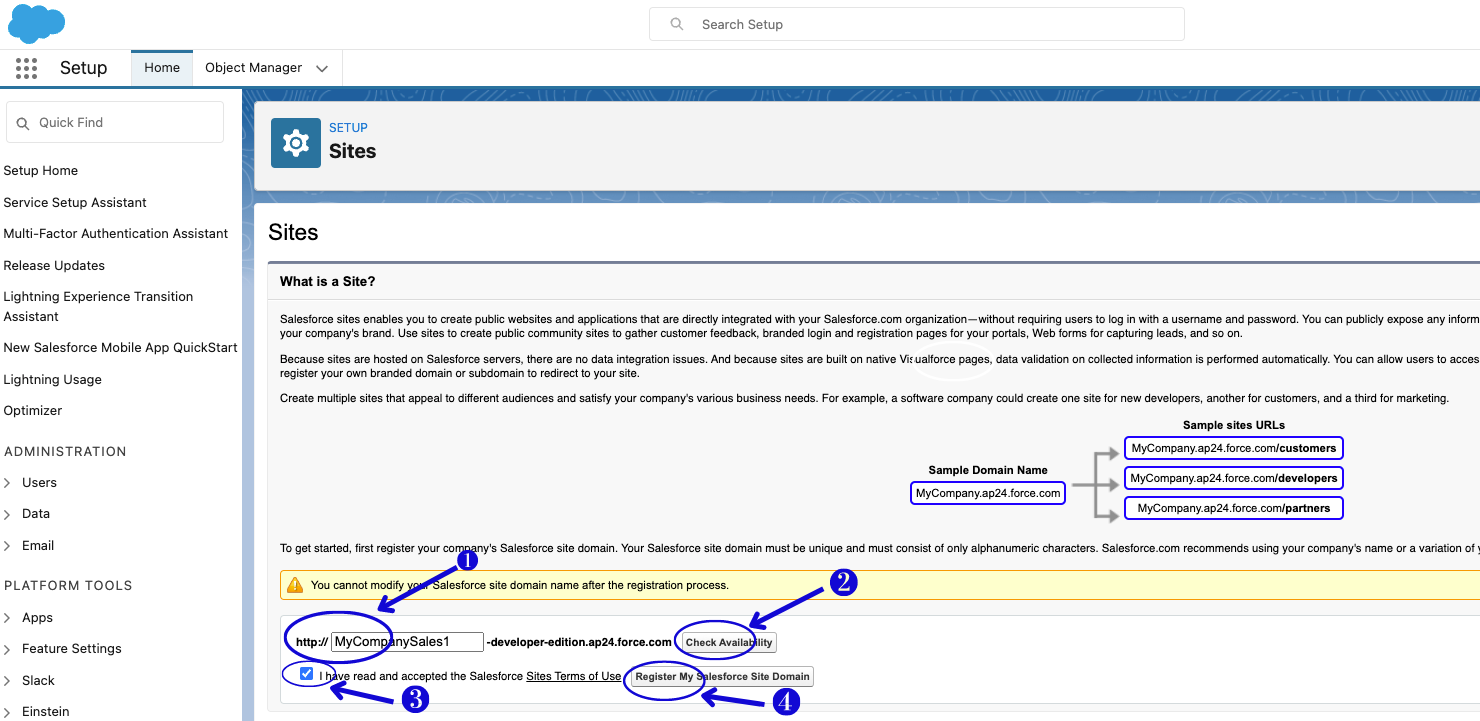 Search Setup
Setup
Home
Object Manager
Quick Find
Setup Home
Service Setup Assistant
Multi-Factor Authentication Assistant
Release Updates
Lightning Experience Transition
Assistant
New Salesforce Mobile App QuickStart
Lightning Usage
Optimizer
ADMINISTRATION
Users
Data
Email
PLATFORM TOOLS
Apps
Feature Settings
Slack
Einstein
SETUP
Sites
Sites
What is a Site?
Salesforce sites enables you to create public websites and applications that are directly integrated with your Salesforce.com organization—without requiring users to log in with a username and password. You can publicly expose any inform
your company's brand. Use sites to create public community sites to gather customer feedback, branded login and registration pages for your portals, Web forms for capturing leads, and so on.
Because sites are hosted on Salesforce servers, there are no data integration issues. And because sites are built on native Visualforce pages, data validation on collected information is performed automatically. You can allow users to acces
register your own branded domain or subdomain to redirect to your site.
Create multiple sites that appeal to different audiences and satisfy your company's various business needs. For example, a software company could create one site for new developers, another for customers, and a third for marketing.
Sample sites URLs
MyCompany.ap24.force.com/customers
Sample Domain Name
MyCompany.ap24.force.com
MyCompany.ap24.force.com/developers
MyCompany.ap24.force.com/partners
To get started, first register your company's Salesforce site domain. Your Salesforce site domain must be unique and must consist of only alphanumeric characters. Salesforce.com recommends using your company's name or a variation of y
1
You cannot modify your Salesforce site domain name after the registration process.
2
http:// MyCompanySales1 -developer-edition.ap24.force.com Check Availability
I have read and accepted the Salesforce Sites Terms of Use Register My Salesforce Site Domain
3
4